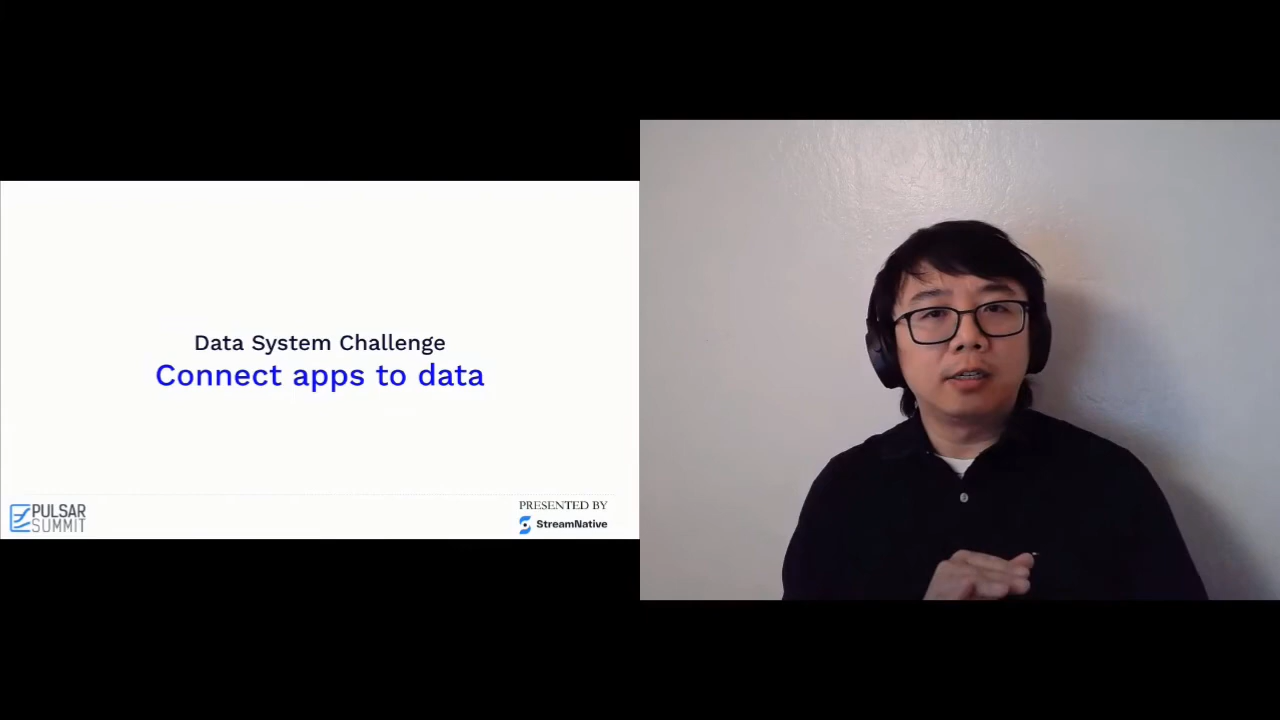 Data System Challenge
Connect apps to data
PULSAR
SUMMIT
PRESENTED BY
StreamNative